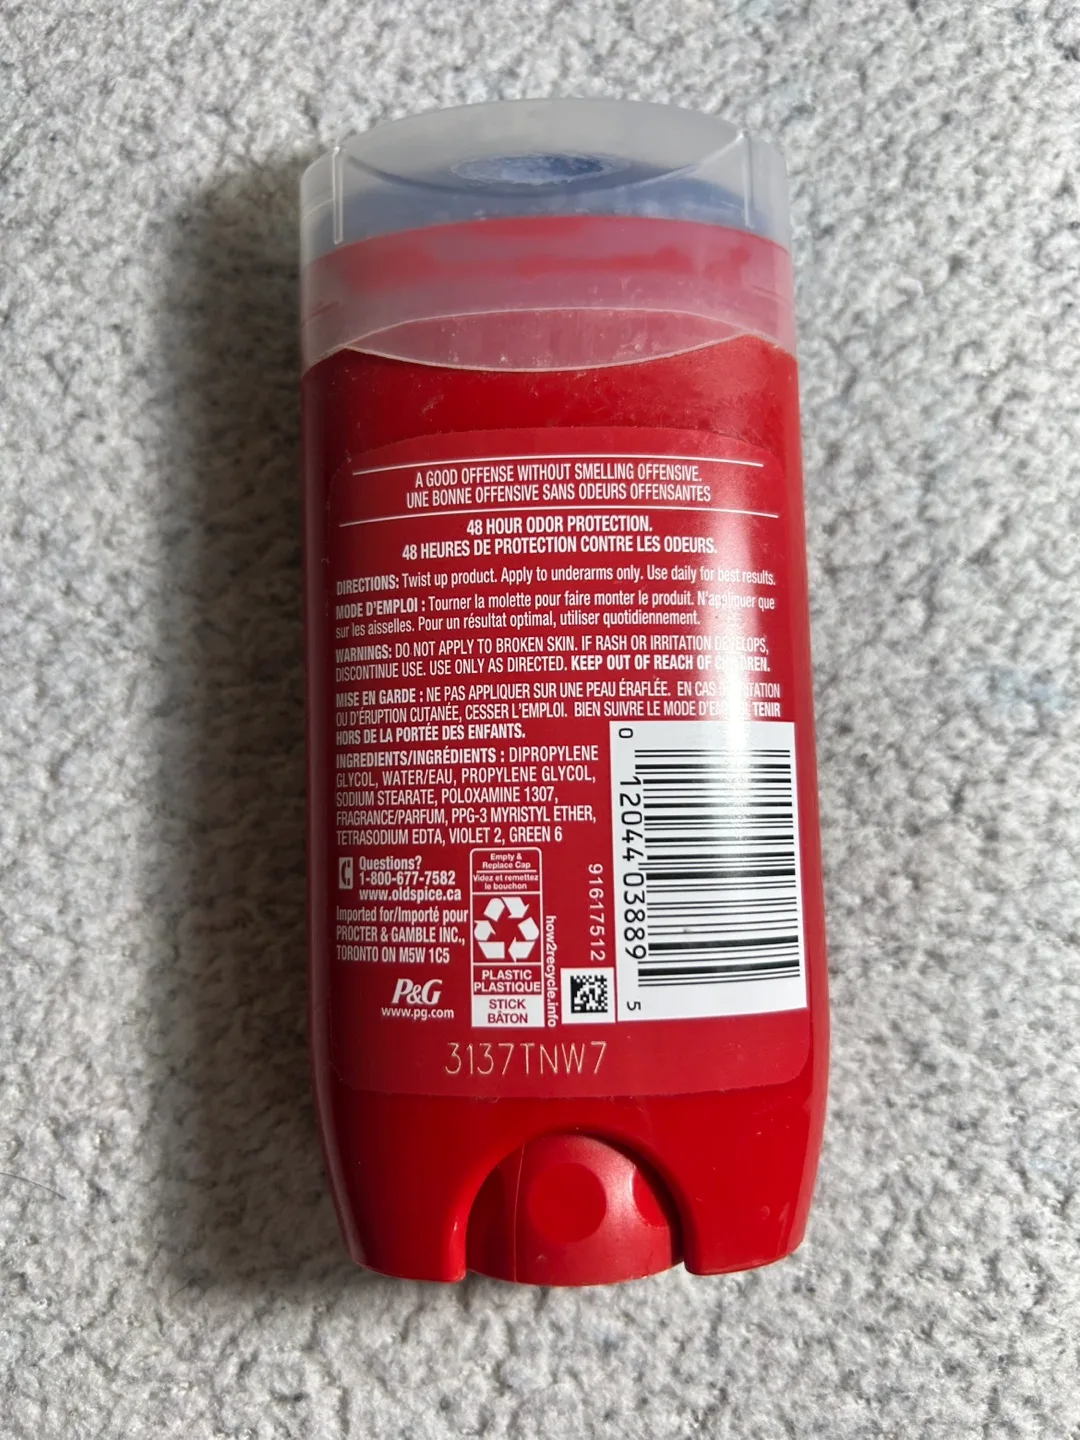 A GOOD OFFENSE WITHOUT SMELLING OFFENSIVE.
UNE BONNE OFFENSIVE SANS ODEURS OFFENSANTES
48 HOUR ODOR PROTECTION.
48 HEURES DE PROTECTION CONTRE LES ODEURS.
DIRECTIONS: Twist up product. Apply to underarms only. Use daily for best results.
MODE D'EMPLOI : Tourner la molette pour faire monter le produit. N'appliquer que
sur les aisselles. Pour un résultat optimal, utiliser quotidiennement.
WARNINGS: DO NOT APPLY TO BROKEN SKIN. IF RASH OR IRRITATION DEVELOPS,
DISCONTINUE USE. USE ONLY AS DIRECTED. KEEP OUT OF REACH OF CHILDREN.
MISE EN GARDE : NE PAS APPLIQUER SUR UNE PEAU ÉRAFLÉE. EN CAS D'IRRITATION
OU D'ÉRUPTION CUTANÉE, CESSER L'EMPLOI. BIEN SUIVRE LE MODE D'EMPLOI. TENIR
HORS DE LA PORTÉE DES ENFANTS.
INGREDIENTS/INGRÉDIENTS : DIPROPYLENE
GLYCOL, WATER/EAU, PROPYLENE GLYCOL,
SODIUM STEARATE, POLOXAMINE 1307,
FRAGRANCE/PARFUM, PPG-3 MYRISTYL ETHER,
TETRASODIUM EDTA, VIOLET 2, GREEN 6
Questions?
1-800-677-7582
www.oldspice.ca
Imported for/Importé pour
PROCTER & GAMBLE INC.,
TORONTO ON M5W 1C5
P&G
www.pg.com
Empty &
Replace Cap
Videz et remettez
le bouchon
PLASTIC
PLASTIQUE
STICK
BÂTON
how2recycle.info
91617512
0 12044 03889 5
3137TNW7